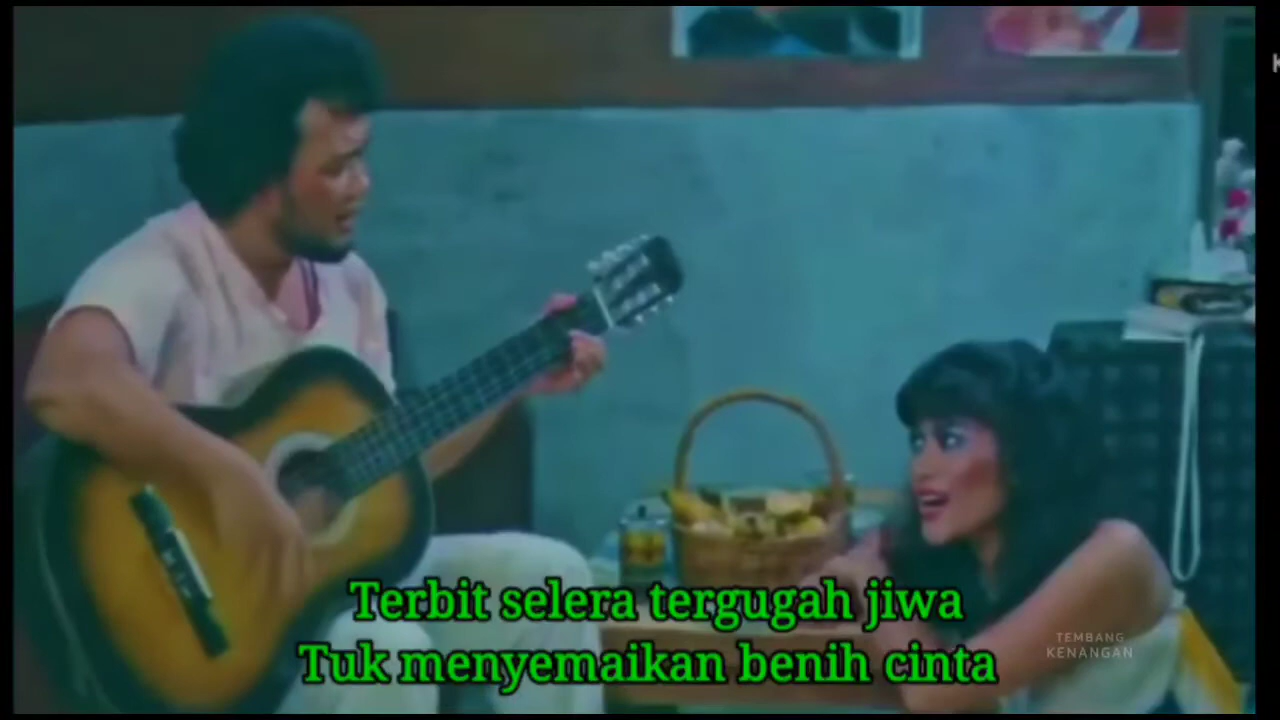 Terbit selera tergugah jiwa
Tuk menyemaikan benih cinta
TEMBANG
KENANGAN